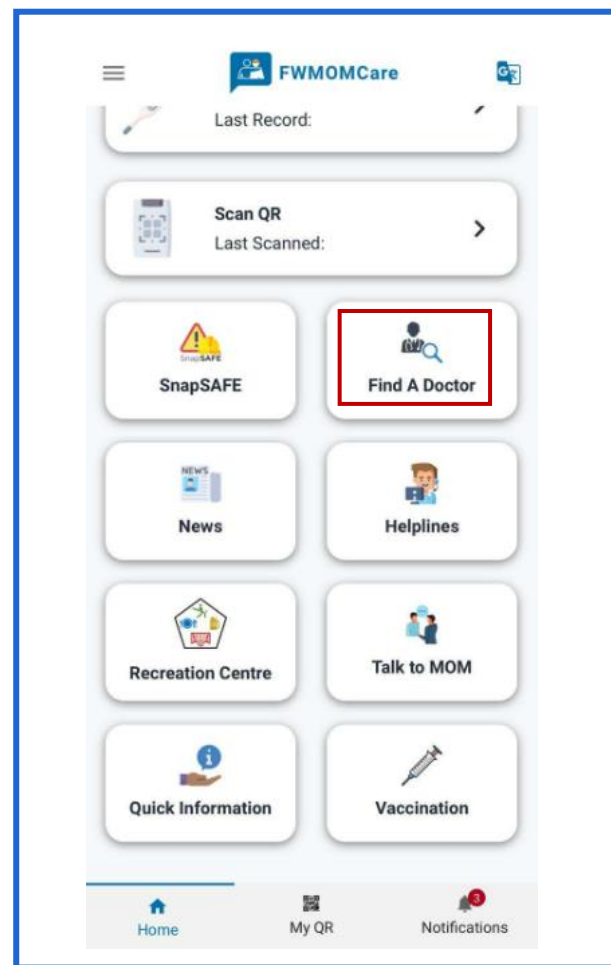 FWMOMCare
Last Record:
Scan QR
Last Scanned:
SnapSAFE
SnapSAFE
Find A Doctor
NEWS
News
Helplines
Recreation Centre
Talk to MOM
Quick Information
Vaccination
3
Home
My QR
Notifications